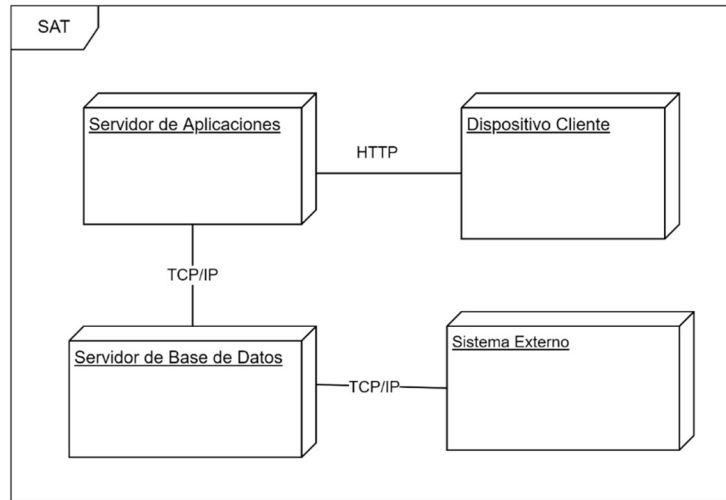 SAT
Servidor de Aplicaciones
Dispositivo Cliente
HTTP
TCP/IP
Servidor de Base de Datos
Sistema Externo
TCP/IP